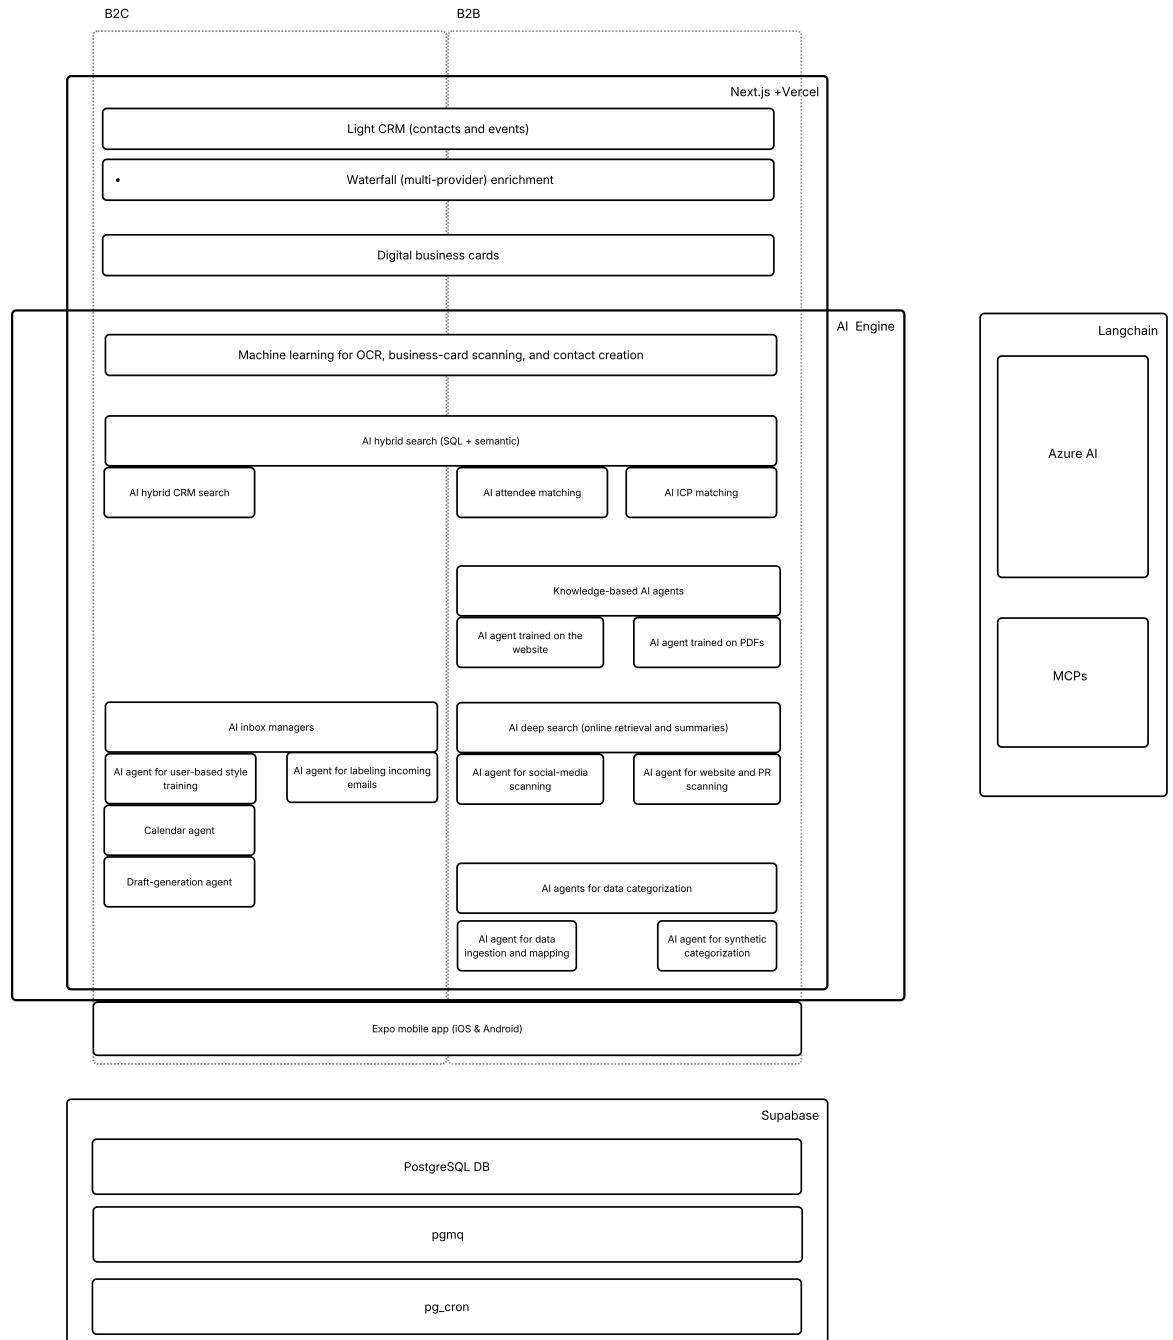 B2C
B2B
Next.js +Vercel
Light CRM (contacts and events)
• Waterfall (multi-provider) enrichment
Digital business cards
AI Engine
Machine learning for OCR, business-card scanning, and contact creation
AI hybrid search (SQL + semantic)
AI hybrid CRM search
AI attendee matching
AI ICP matching
Knowledge-based AI agents
AI agent trained on the
website
AI agent trained on PDFs
AI inbox managers
AI agent for user-based style
training
AI agent for labeling incoming
emails
Calendar agent
Draft-generation agent
AI deep search (online retrieval and summaries)
AI agent for social-media
scanning
AI agent for website and PR
scanning
AI agents for data categorization
AI agent for data
ingestion and mapping
AI agent for synthetic
categorization
Expo mobile app (iOS & Android)
Langchain
Azure AI
MCPs
Supabase
PostgreSQL DB
pgmq
pg_cron